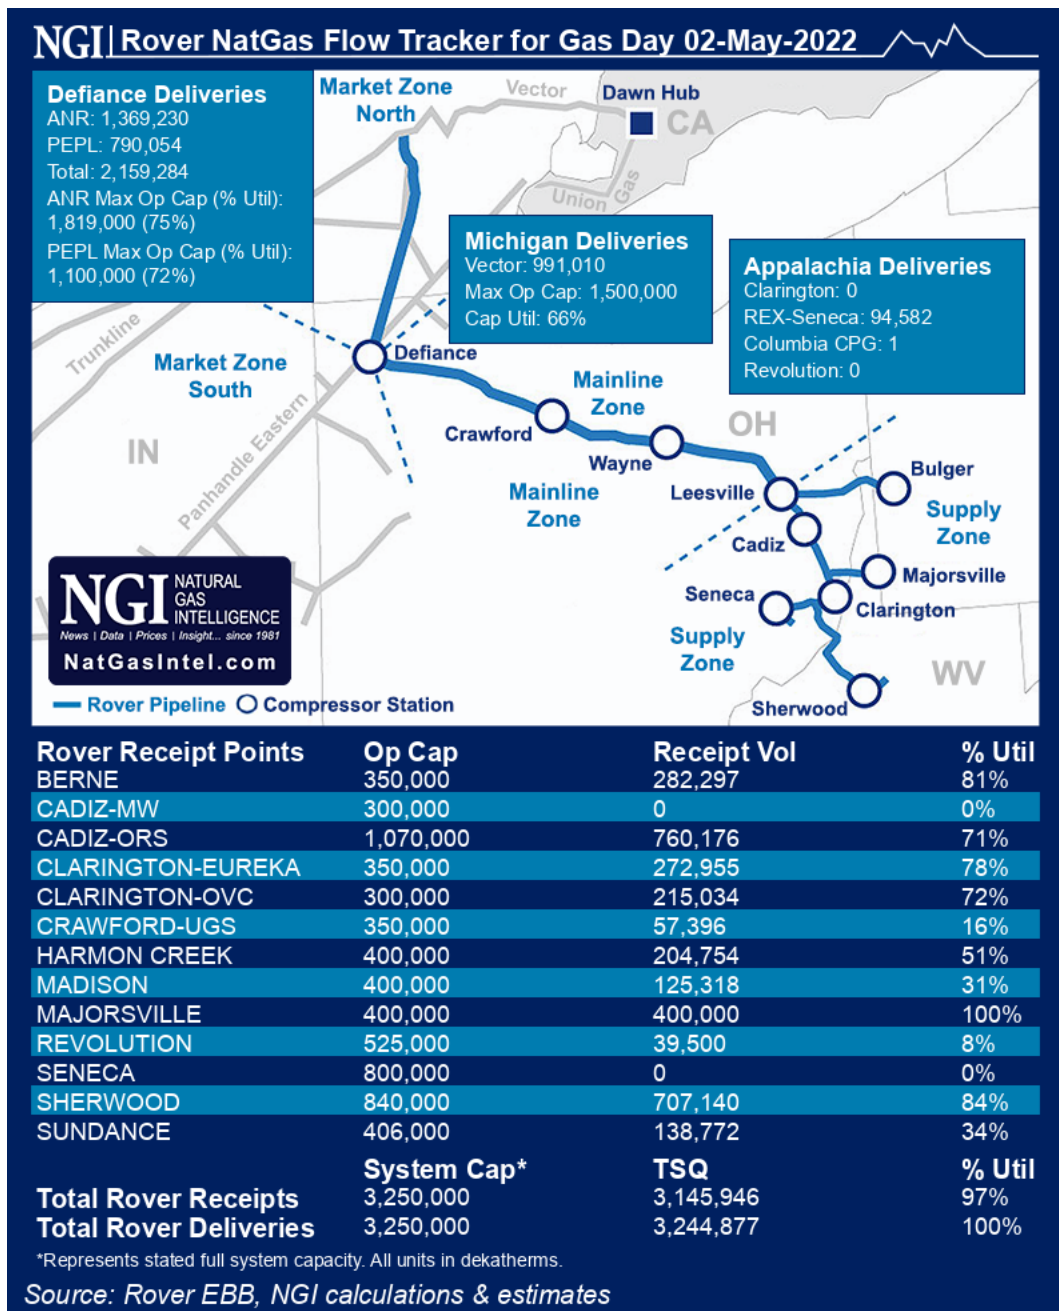 NGI Rover NatGas Flow Tracker for Gas Day 02-May-2022
Defiance Deliveries
ANR: 1,369,230
PEPL: 790,054
Total: 2,159,284
ANR Max Op Cap (% Util):
1,819,000 (75%)
PEPL Max Op Cap (% Util):
1,100,000 (72%)
Market Zone
North
Vector
Dawn Hub
CA
Union Gas
Michigan Deliveries
Vector: 991,010
Max Op Cap: 1,500,000
Cap Util: 66%
Appalachia Deliveries
Clarington: 0
REX-Seneca: 94,582
Columbia CPG: 1
Revolution: 0
Trunkline
Market Zone
South
Defiance
Mainline
Zone
Crawford
OH
IN
Panhandle Eastern
Wayne
Mainline
Zone
Leesville
Bulger
Supply
Zone
Cadiz
Majorsville
Seneca
Clarington
Supply
Zone
WV
Sherwood
NGI NATURAL
GAS
INTELLIGENCE
News | Data | Prices | Insight... since 1981
NatGasIntel.com
Rover Pipeline Compressor Station
Rover Receipt Points Op Cap Receipt Vol % Util
BERNE 350,000 282,297 81%
CADIZ-MW 300,000 0 0%
CADIZ-ORS 1,070,000 760,176 71%
CLARINGTON-EUREKA 350,000 272,955 78%
CLARINGTON-OVC 300,000 215,034 72%
CRAWFORD-UGS 350,000 57,396 16%
HARMON CREEK 400,000 204,754 51%
MADISON 400,000 125,318 31%
MAJORSVILLE 400,000 400,000 100%
REVOLUTION 525,000 39,500 8%
SENECA 800,000 0 0%
SHERWOOD 840,000 707,140 84%
SUNDANCE 406,000 138,772 34%
System Cap* TSQ % Util
Total Rover Receipts 3,250,000 3,145,946 97%
Total Rover Deliveries 3,250,000 3,244,877 100%
*Represents stated full system capacity. All units in dekatherms.
Source: Rover EBB, NGI calculations & estimates